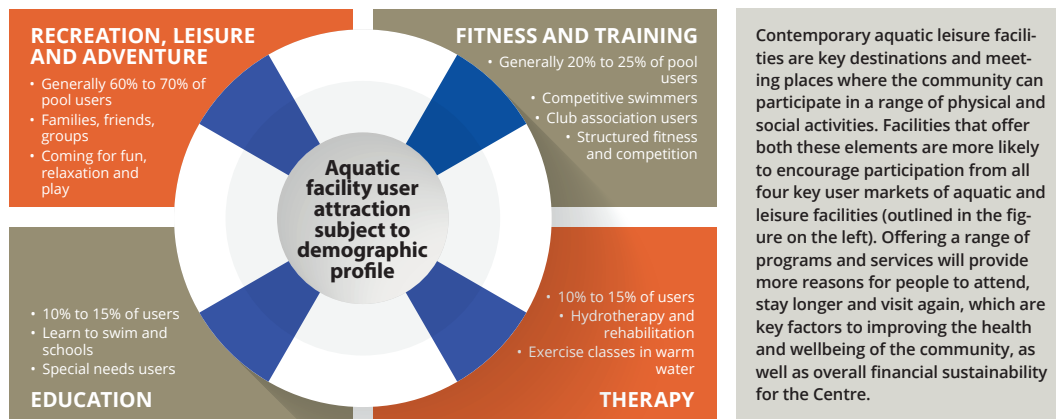 RECREATION, LEISURE
AND ADVENTURE
• Generally 60% to 70% of
pool users
• Families, friends,
groups
• Coming for fun,
relaxation and
play
FITNESS AND TRAINING
• Generally 20% to 25% of pool
users
• Competitive swimmers
• Club association users
• Structured fitness
and competition
Aquatic
facility user
attraction
subject to
demographic
profile
• 10% to 15% of users
• Learn to swim and
schools
• Special needs users
EDUCATION
• 10% to 15% of users
• Hydrotherapy and
rehabilitation
• Exercise classes in warm
water
THERAPY
Contemporary aquatic leisure facili-
ties are key destinations and meet-
ing places where the community can
participate in a range of physical and
social activities. Facilities that offer
both these elements are more likely
to encourage participation from all
four key user markets of aquatic and
leisure facilities (outlined in the fig-
ure on the left). Offering a range of
programs and services will provide
more reasons for people to attend,
stay longer and visit again, which are
key factors to improving the health
and wellbeing of the community, as
well as overall financial sustainability
for the Centre.